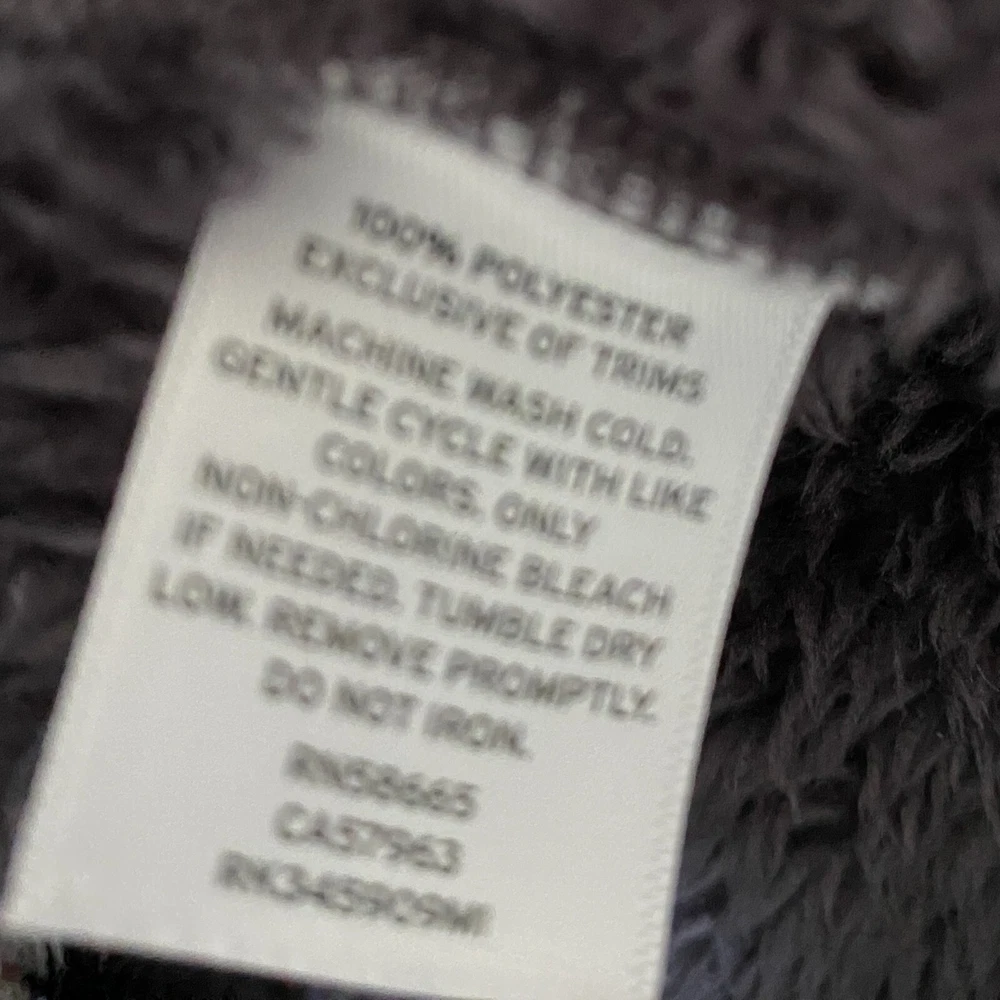 100% POLYESTER
EXCLUSIVE OF TRIMS
MACHINE WASH COLD.
GENTLE CYCLE WITH LIKE
COLORS. ONLY
NON-CHLORINE BLEACH
IF NEEDED. TUMBLE DRY
LOW. REMOVE PROMPTLY.
DO NOT IRON.
RN58665
CA57963
RK345909MI